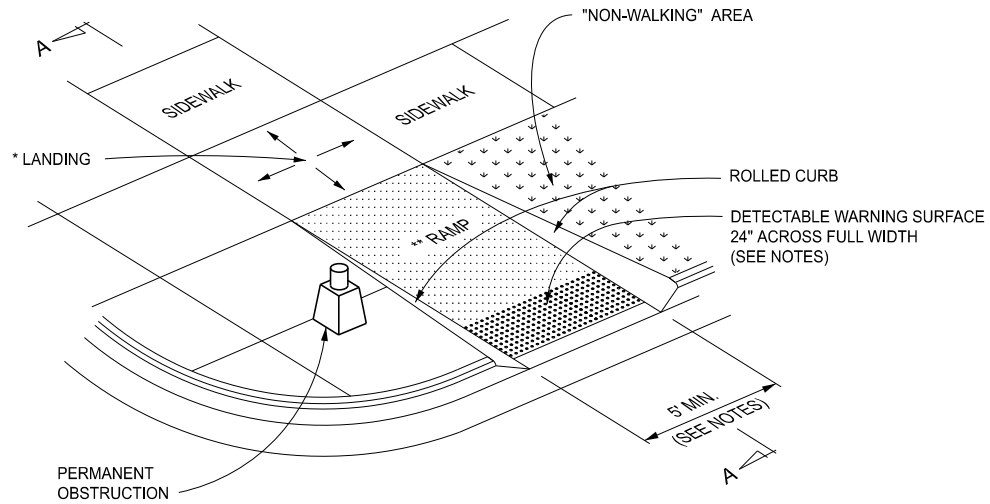 "NON-WALKING" AREA
A
SIDEWALK
SIDEWALK
* LANDING
ROLLED CURB
** RAMP
DETECTABLE WARNING SURFACE
24" ACROSS FULL WIDTH
(SEE NOTES)
5' MIN.
(SEE NOTES)
A
PERMANENT
OBSTRUCTION